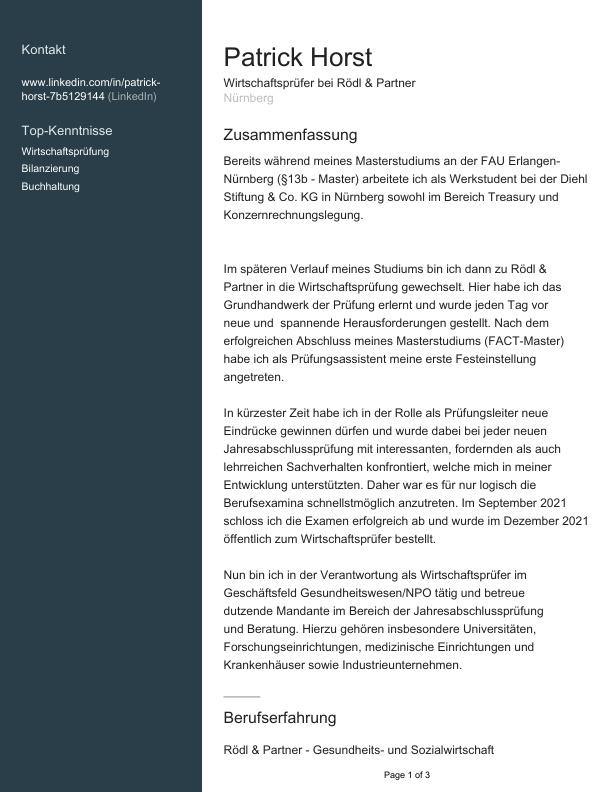 Kontakt
www.linkedin.com/in/patrick-
horst-7b5129144 (LinkedIn)
Top-Kenntnisse
Wirtschaftsprüfung
Bilanzierung
Buchhaltung
Patrick Horst
Wirtschaftsprüfer bei Rödl & Partner
Nürnberg
Zusammenfassung
Bereits während meines Masterstudiums an der FAU Erlangen-
Nürnberg (§13b - Master) arbeitete ich als Werkstudent bei der Diehl
Stiftung & Co. KG in Nürnberg sowohl im Bereich Treasury und
Konzernrechnungslegung.
Im späteren Verlauf meines Studiums bin ich dann zu Rödl &
Partner in die Wirtschaftsprüfung gewechselt. Hier habe ich das
Grundhandwerk der Prüfung erlernt und wurde jeden Tag vor
neue und  spannende Herausforderungen gestellt. Nach dem
erfolgreichen Abschluss meines Masterstudiums (FACT-Master)
habe ich als Prüfungsassistent meine erste Festeinstellung
angetreten.
In kürzester Zeit habe ich in der Rolle als Prüfungsleiter neue
Eindrücke gewinnen dürfen und wurde dabei bei jeder neuen
Jahresabschlussprüfung mit interessanten, fordernden als auch
lehrreichen Sachverhalten konfrontiert, welche mich in meiner
Entwicklung unterstützten. Daher war es für nur logisch die
Berufsexamina schnellstmöglich anzutreten. Im September 2021
schloss ich die Examen erfolgreich ab und wurde im Dezember 2021
öffentlich zum Wirtschaftsprüfer bestellt.
Nun bin ich in der Verantwortung als Wirtschaftsprüfer im
Geschäftsfeld Gesundheitswesen/NPO tätig und betreue
dutzende Mandante im Bereich der Jahresabschlussprüfung
und Beratung. Hierzu gehören insbesondere Universitäten,
Forschungseinrichtungen, medizinische Einrichtungen und
Krankenhäuser sowie Industrieunternehmen.
Berufserfahrung
Rödl & Partner - Gesundheits- und Sozialwirtschaft
Page 1 of 3